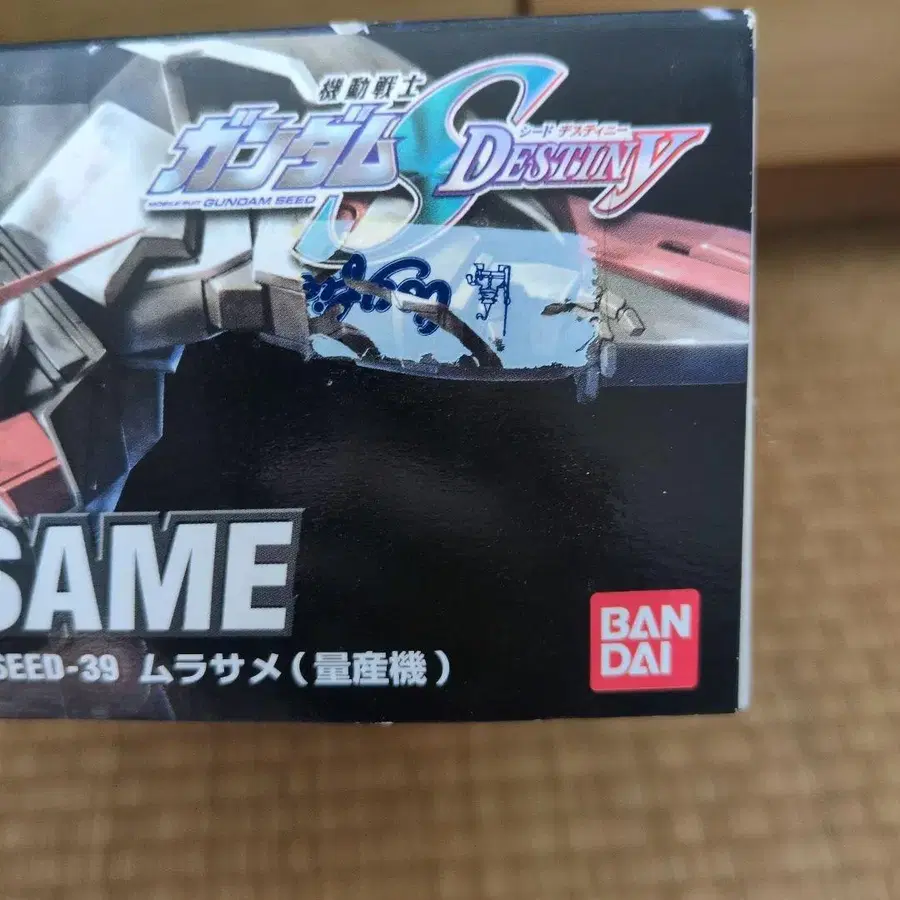 機動戦士
ガンダム
シード デスティニー
DESTINY
MOBILE SUIT GUNDAM SEED
SAME
SEED-39 ムラサメ(量産機)
BAN
DAI